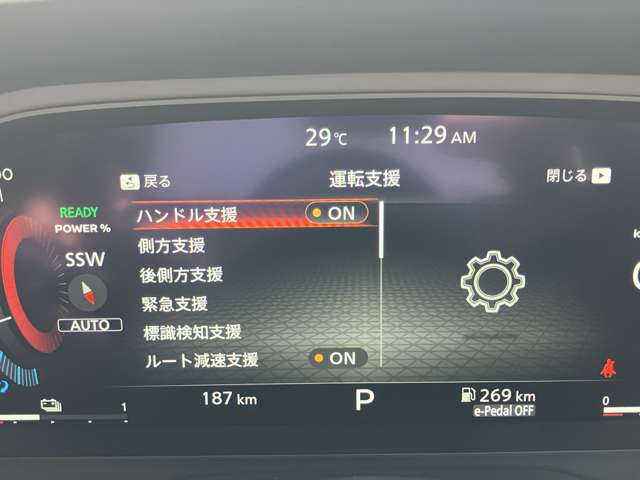 29℃ 11:29 AM
戻る 運転支援 閉じる
READY
POWER %
SSW
AUTO
ハンドル支援 ON
側方支援
後側方支援
緊急支援
標識検知支援
ルート減速支援 ON
187 km P 269 km
e-Pedal OFF
1 0